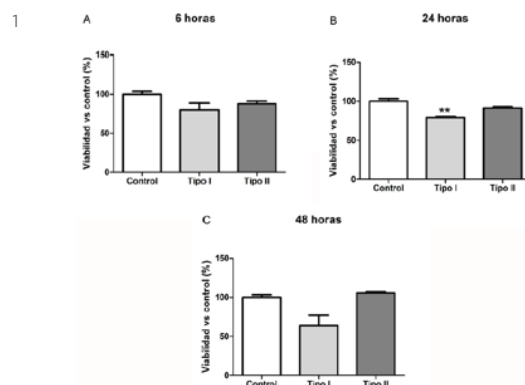 1
A
6 horas
Viabilidad vs control (%)
150
100
50
0
Control
Tipo I
Tipo II
B
24 horas
Viabilidad vs control (%)
150
100
50
0
**
Control
Tipo I
Tipo II
C
48 horas
Viabilidad vs control (%)
150
100
50
0
Control
Tipo I
Tipo II